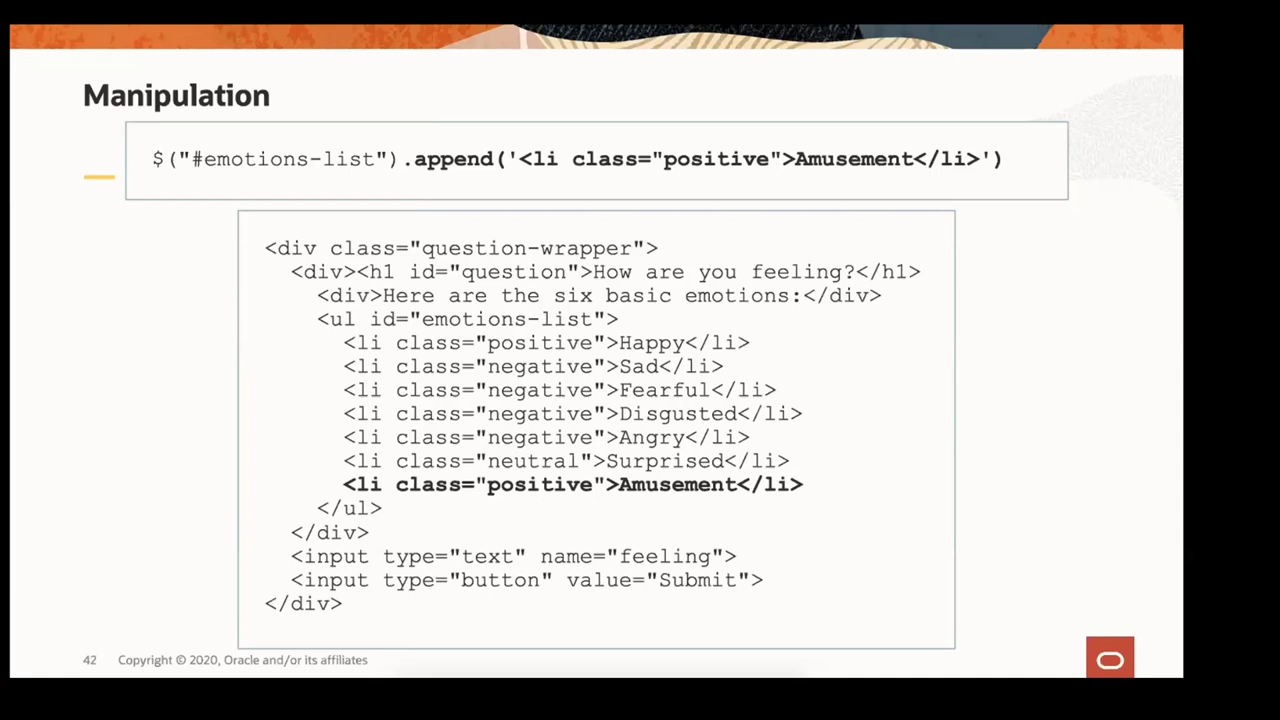 Manipulation
$("#emotions-list").append('<li class="positive">Amusement</li>')
<div class="question-wrapper">
  <div><h1 id="question">How are you feeling?</h1>
    <div>Here are the six basic emotions:</div>
    <ul id="emotions-list">
      <li class="positive">Happy</li>
      <li class="negative">Sad</li>
      <li class="negative">Fearful</li>
      <li class="negative">Disgusted</li>
      <li class="negative">Angry</li>
      <li class="neutral">Surprised</li>
      <li class="positive">Amusement</li>
    </ul>
  </div>
  <input type="text" name="feeling">
  <input type="button" value="Submit">
</div>
42 Copyright © 2020, Oracle and/or its affiliates